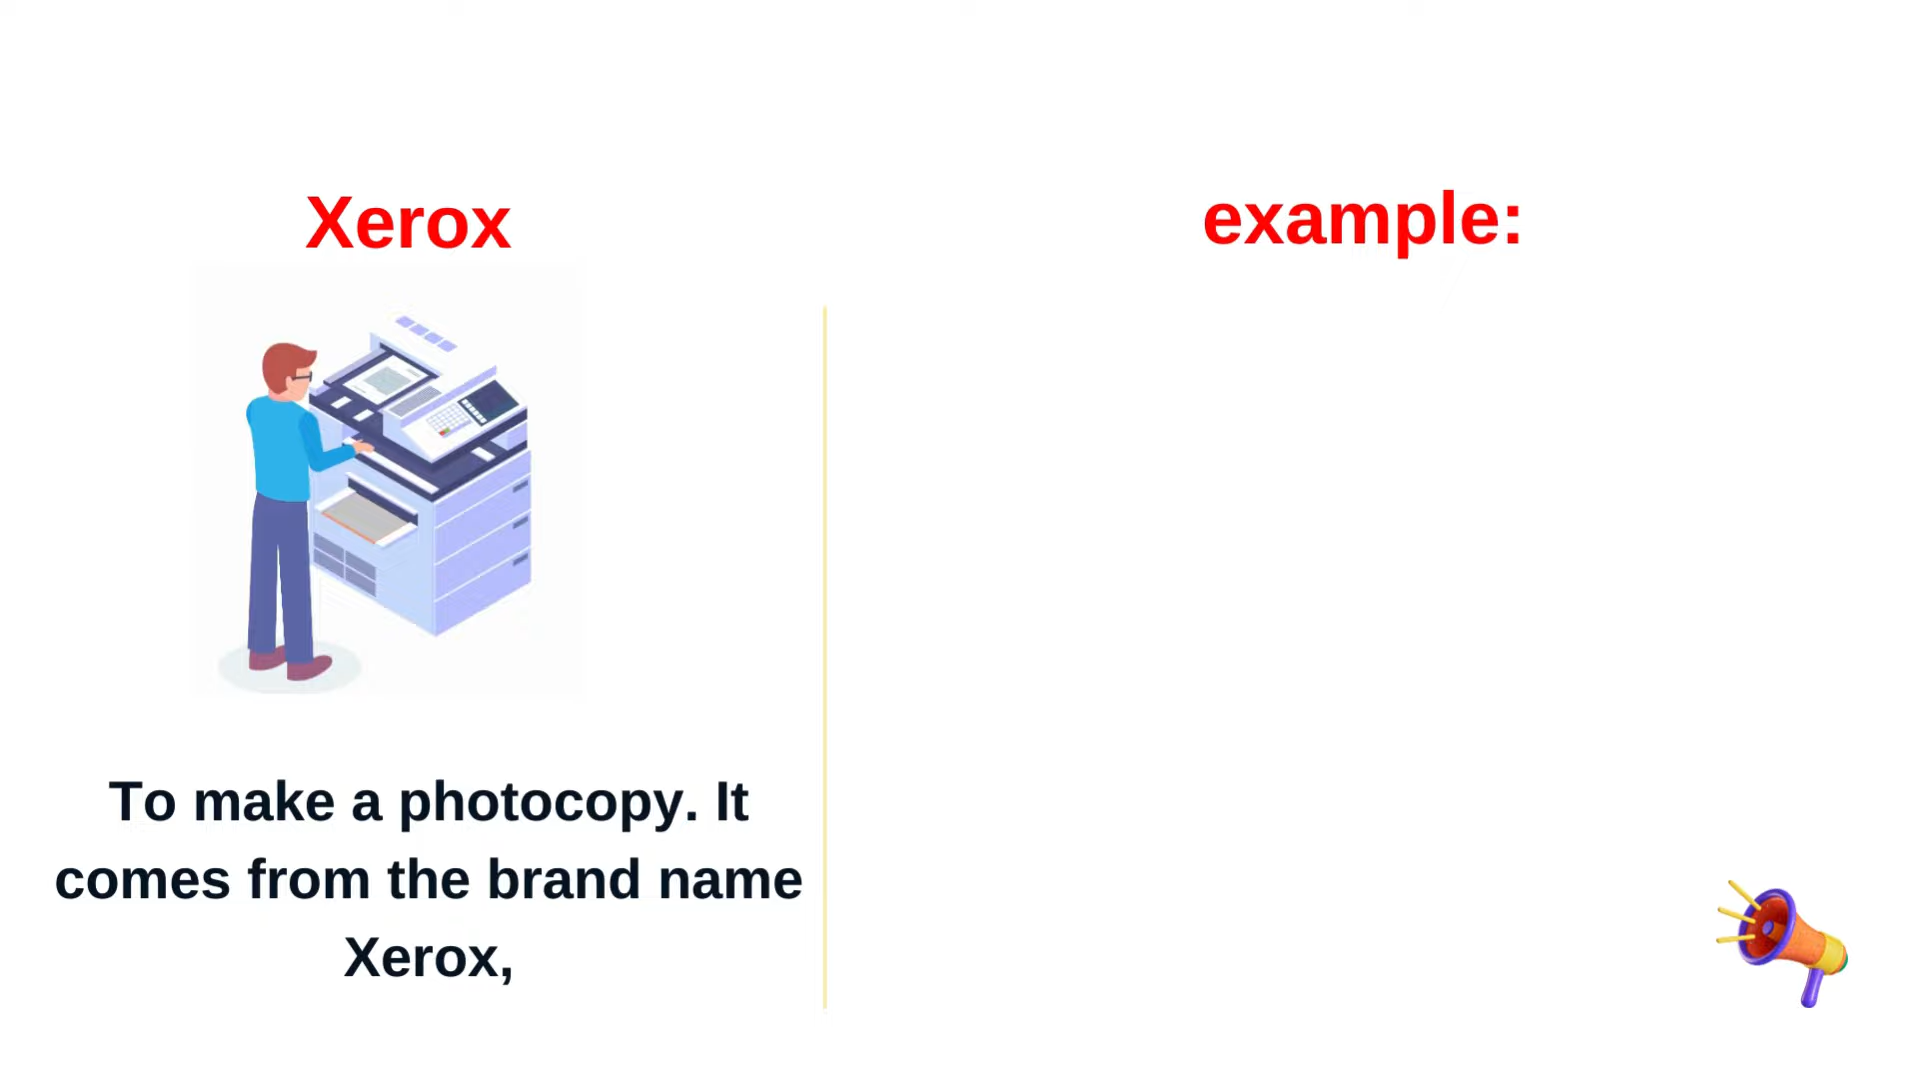 Xerox
To make a photocopy. It
comes from the brand name
Xerox,
example: